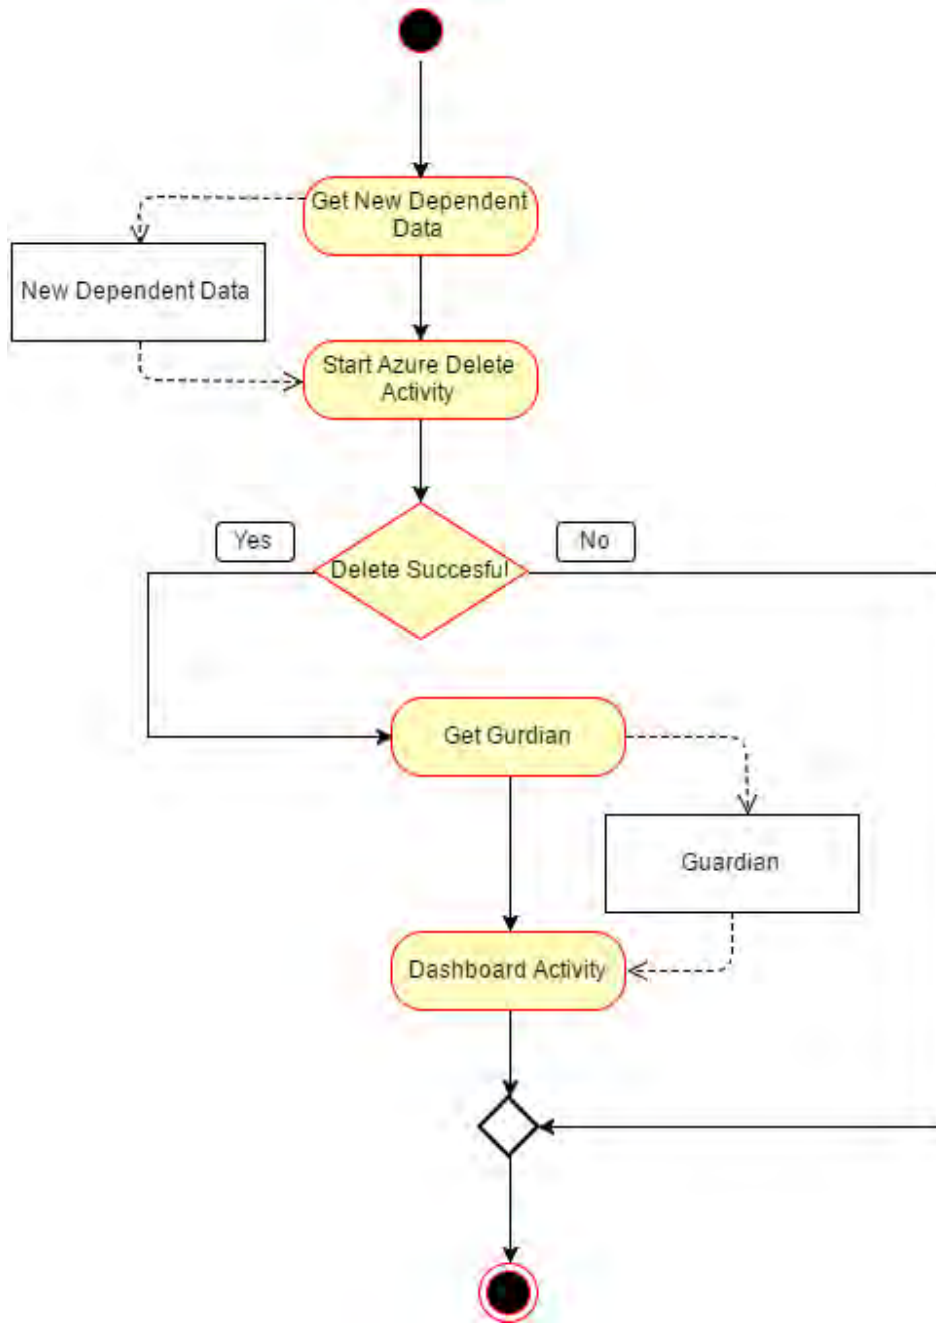 Get New Dependent
Data
New Dependent Data
Start Azure Delete
Activity
Yes
No
Delete Succesful
Get Gurdian
Guardian
Dashboard Activity